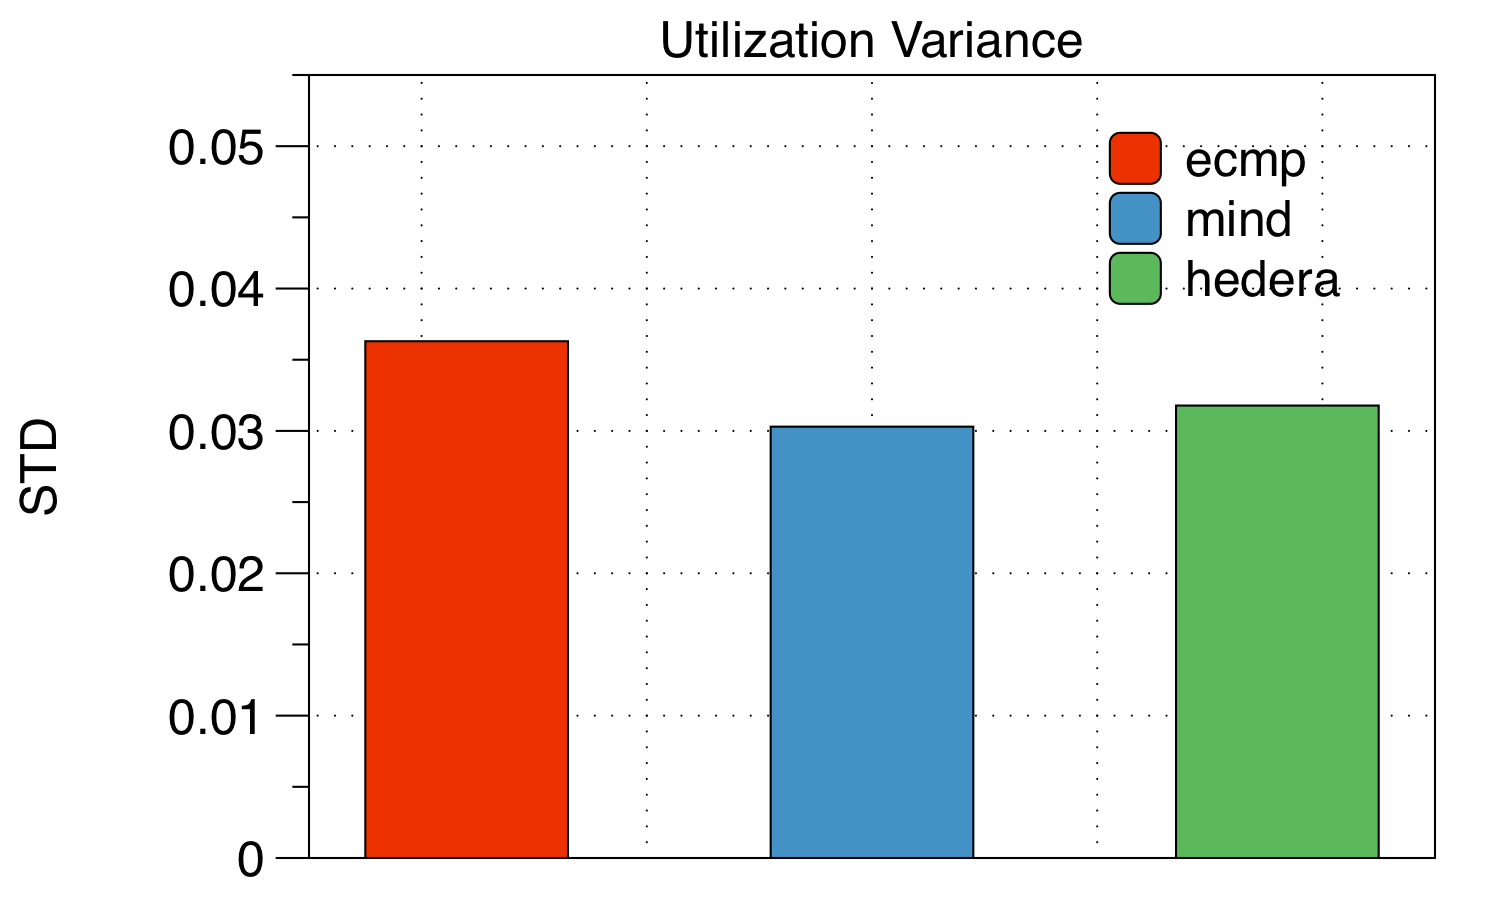 Utilization Variance
STD
0.05
0.04
0.03
0.02
0.01
0
ecmp
mind
hedera